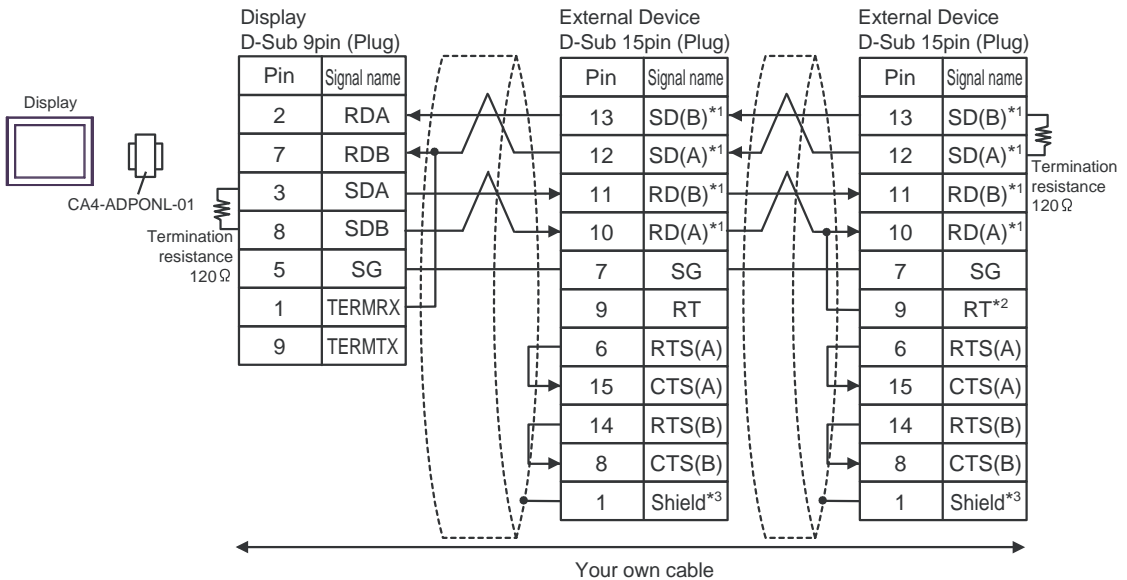 Display
D-Sub 9pin (Plug)
External Device
D-Sub 15pin (Plug)
External Device
D-Sub 15pin (Plug)
Display
CA4-ADPONL-01
Termination
resistance
120Ω
Pin Signal name
2 RDA
7 RDB
3 SDA
8 SDB
5 SG
1 TERMRX
9 TERMTX
Pin Signal name
13 SD(B)*1
12 SD(A)*1
11 RD(B)*1
10 RD(A)*1
7 SG
9 RT
6 RTS(A)
15 CTS(A)
14 RTS(B)
8 CTS(B)
1 Shield*3
Pin Signal name
13 SD(B)*1
12 SD(A)*1
11 RD(B)*1
10 RD(A)*1
7 SG
9 RT*2
6 RTS(A)
15 CTS(A)
14 RTS(B)
8 CTS(B)
1 Shield*3
Termination
resistance
120Ω
Your own cable